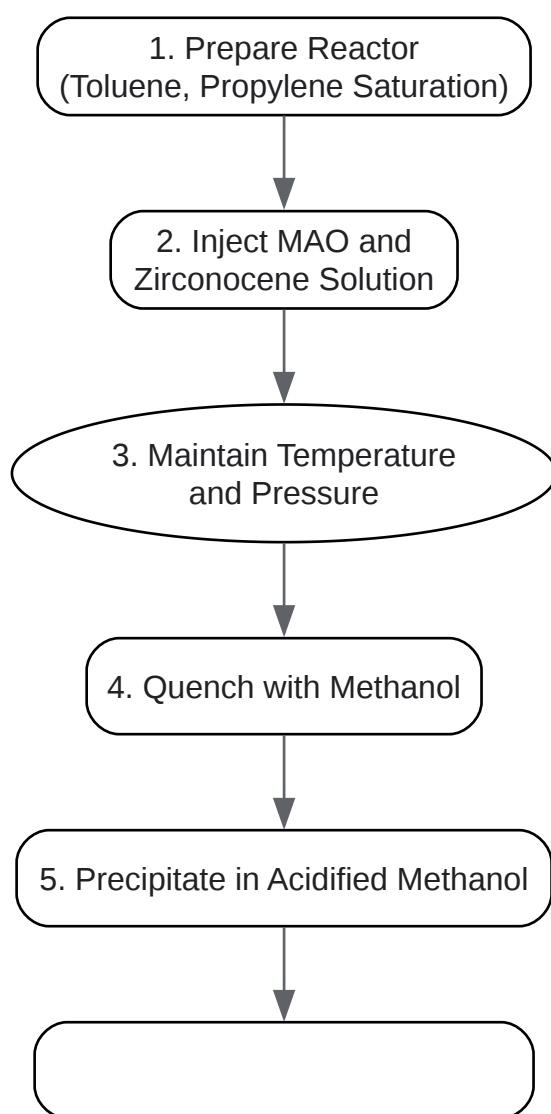 1. Prepare Reactor
(Toluene, Propylene Saturation)
2. Inject MAO and
Zirconocene Solution
3. Maintain Temperature
and Pressure
4. Quench with Methanol
5. Precipitate in Acidified Methanol